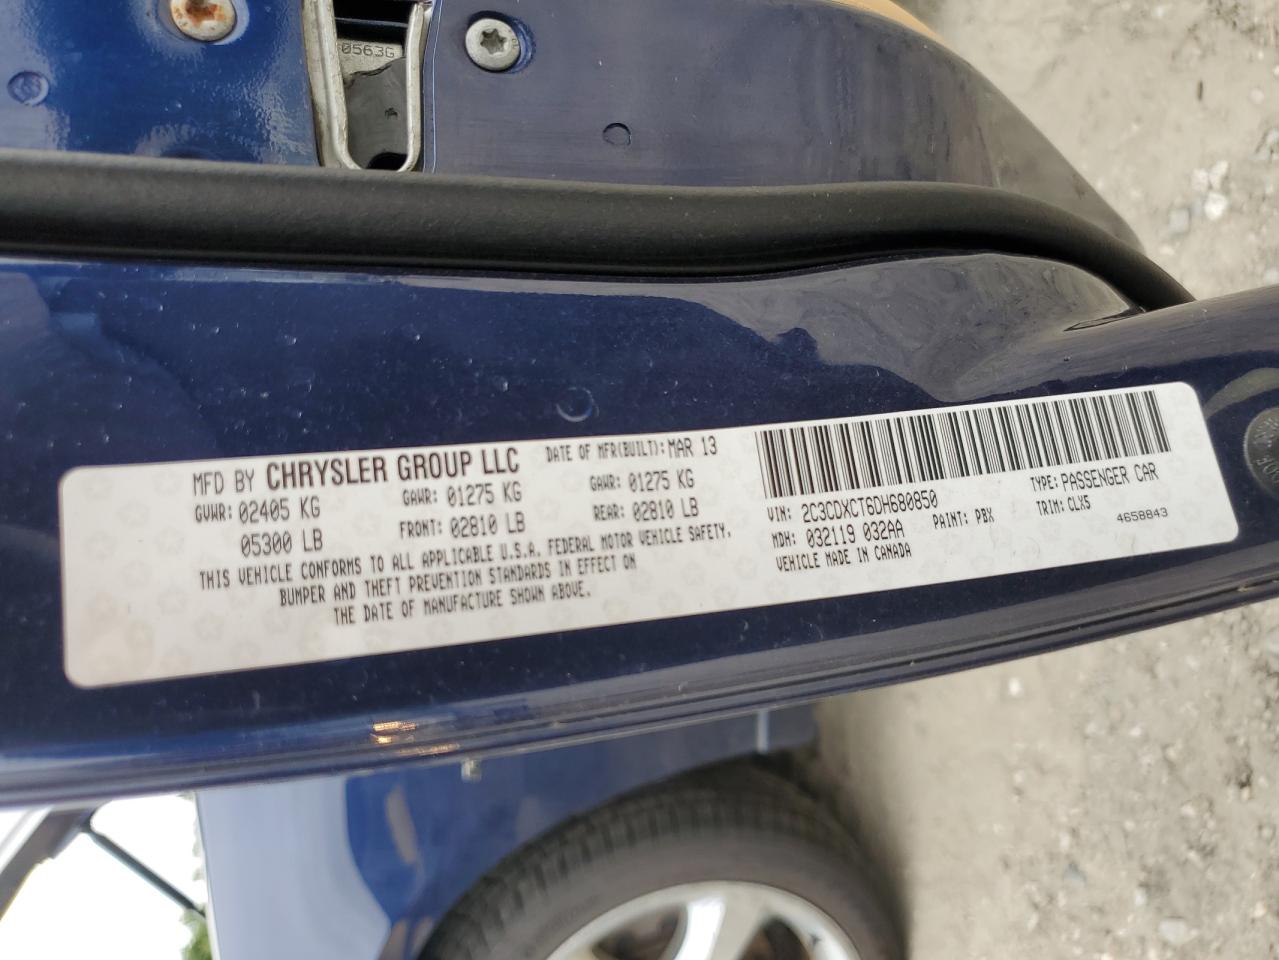 0563G
MFD BY CHRYSLER GROUP LLC DATE OF MFR(BUILT): MAR 13
GVWR: 02405 KG GAWR: 01275 KG GAWR: 01275 KG
05300 LB FRONT: 02810 LB REAR: 02810 LB
THIS VEHICLE CONFORMS TO ALL APPLICABLE U.S.A. FEDERAL MOTOR VEHICLE SAFETY,
BUMPER AND THEFT PREVENTION STANDARDS IN EFFECT ON
THE DATE OF MANUFACTURE SHOWN ABOVE.
VIN: 2C3CDXCT6DH680850 TYPE: PASSENGER CAR
MDH: 032119 032AA PAINT: PBX TRIM: CLX5
VEHICLE MADE IN CANADA 4658843